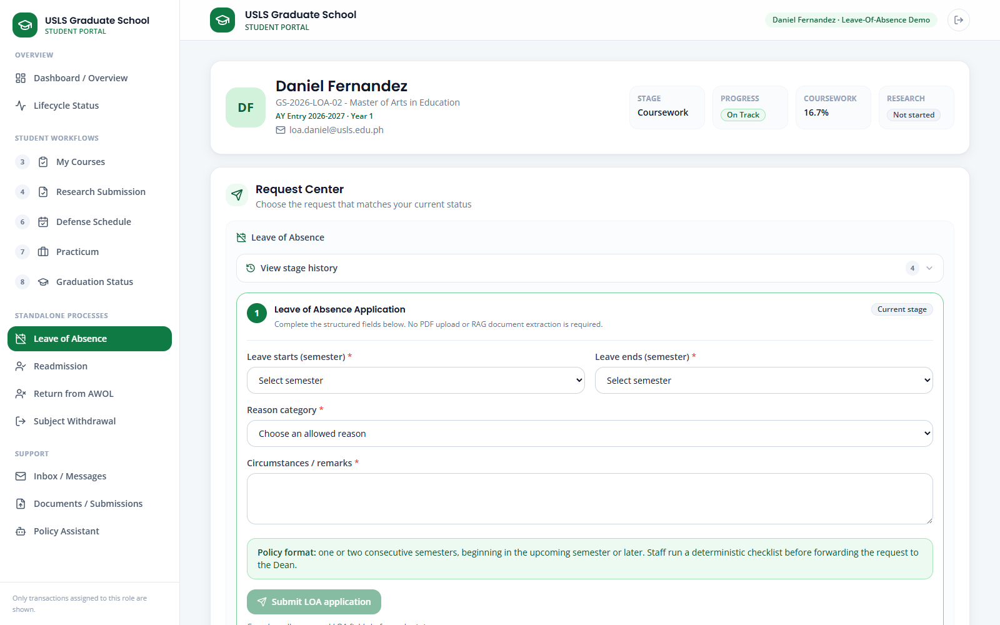 USLS Graduate School
STUDENT PORTAL
OVERVIEW
Dashboard / Overview
Lifecycle Status
STUDENT WORKFLOWS
3 My Courses
4 Research Submission
6 Defense Schedule
7 Practicum
8 Graduation Status
STANDALONE PROCESSES
Leave of Absence
Readmission
Return from AWOL
Subject Withdrawal
SUPPORT
Inbox / Messages
Documents / Submissions
Policy Assistant
Only transactions assigned to this role are
shown.
USLS Graduate School
STUDENT PORTAL
Daniel Fernandez · Leave-Of-Absence Demo
DF
Daniel Fernandez
GS-2026-LOA-02 - Master of Arts in Education
AY Entry 2026-2027 · Year 1
loa.daniel@usls.edu.ph
STAGE
Coursework
PROGRESS
On Track
COURSEWORK
16.7%
RESEARCH
Not started
Request Center
Choose the request that matches your current status
Leave of Absence
View stage history 4
1 Leave of Absence Application
Current stage
Complete the structured fields below. No PDF upload or RAG document extraction is required.
Leave starts (semester) *
Select semester
Leave ends (semester) *
Select semester
Reason category *
Choose an allowed reason
Circumstances / remarks *
Policy format: one or two consecutive semesters, beginning in the upcoming semester or later. Staff run a deterministic checklist before forwarding the request to
the Dean.
Submit LOA application